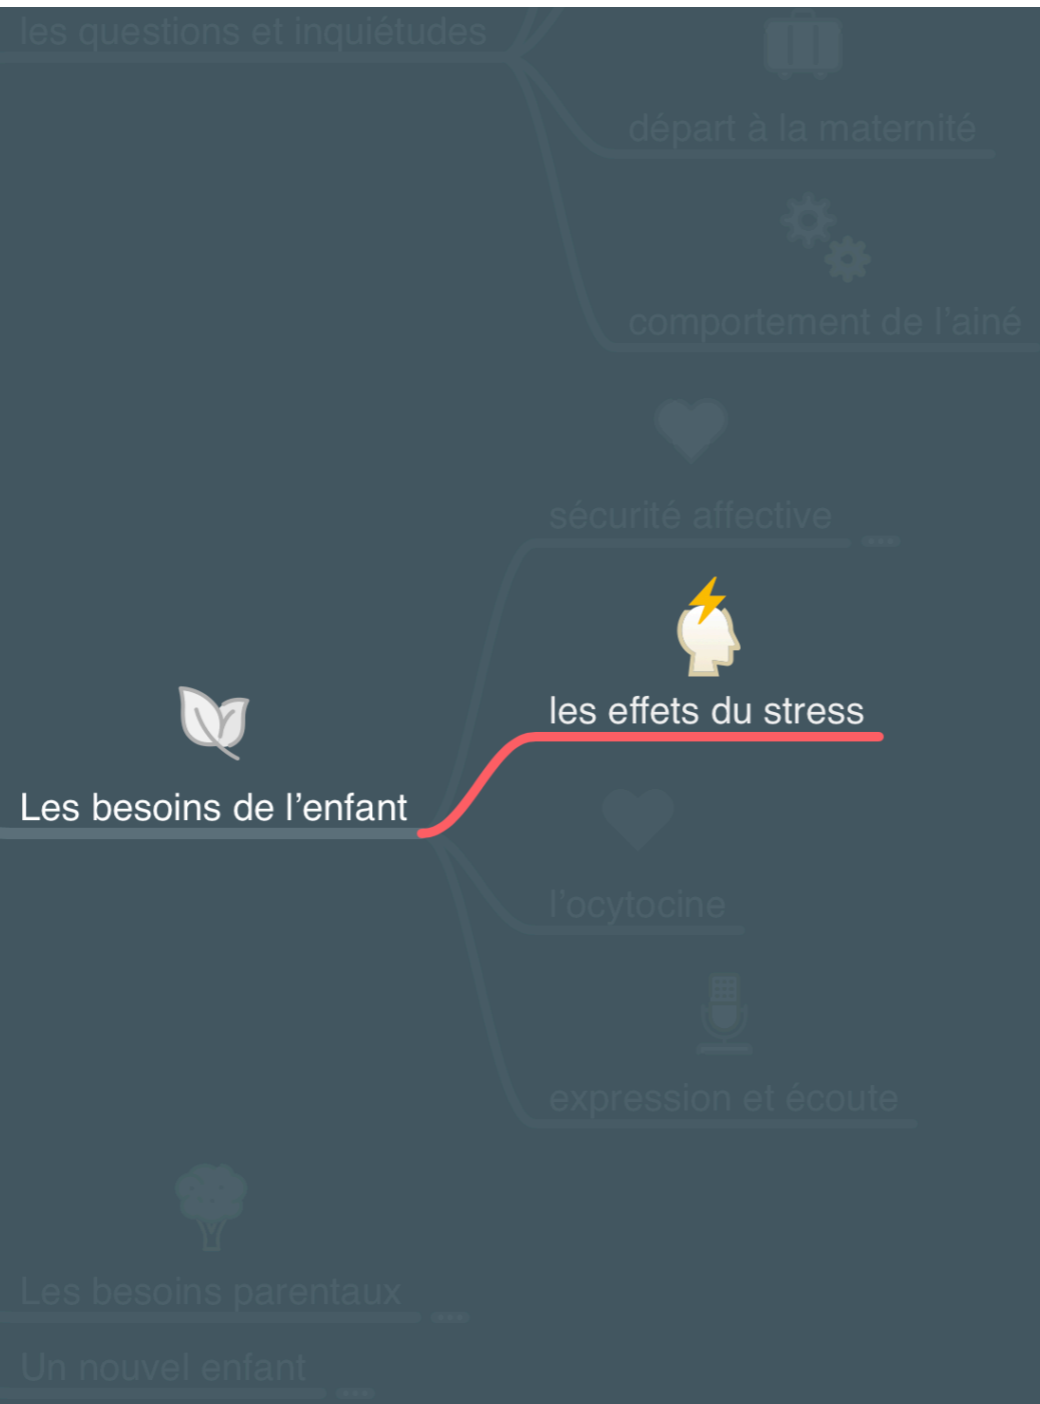 les questions et inquiétudes
départ à la maternité
comportement de l'ainé
sécurité affective
les effets du stress
Les besoins de l'enfant
l'ocytocine
expression et écoute
Les besoins parentaux
Un nouvel enfant